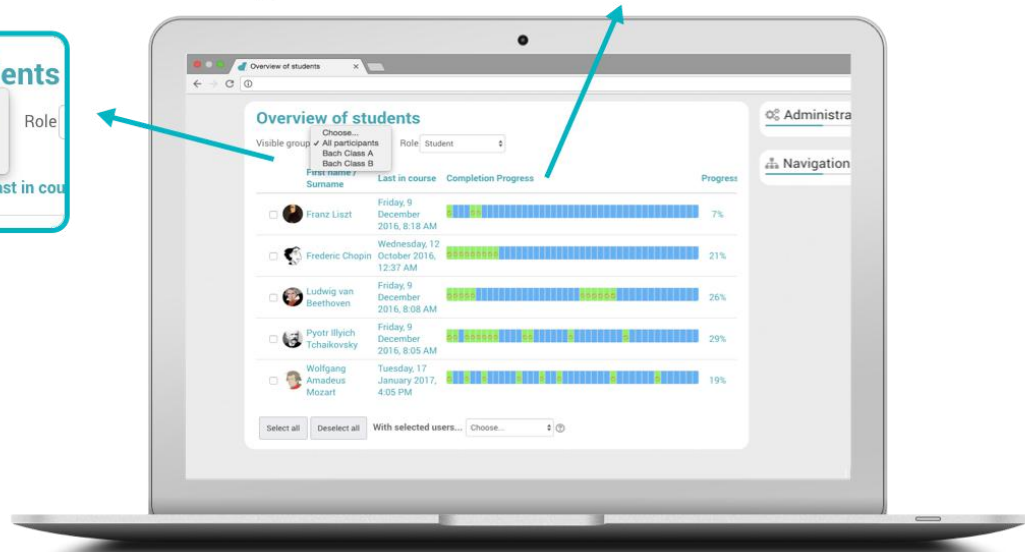 ents
Role
ast in cou
Overview of students
Overview of students
Visible group
Choose...
✓ All participants
Bach Class A
Bach Class B
Role Student
First name /
Surname
Last in course
Completion Progress
Progress
Franz Liszt
Friday, 9
December
2016, 8:18 AM
7%
Frederic Chopin
Wednesday, 12
October 2016,
12:37 AM
21%
Ludwig van
Beethoven
Friday, 9
December
2016, 8:08 AM
26%
Pyotr Illyich
Tchaikovsky
Friday, 9
December
2016, 8:05 AM
29%
Wolfgang
Amadeus
Mozart
Tuesday, 17
January 2017,
4:05 PM
19%
Select all
Deselect all
With selected users... Choose...
Administra
Navigation